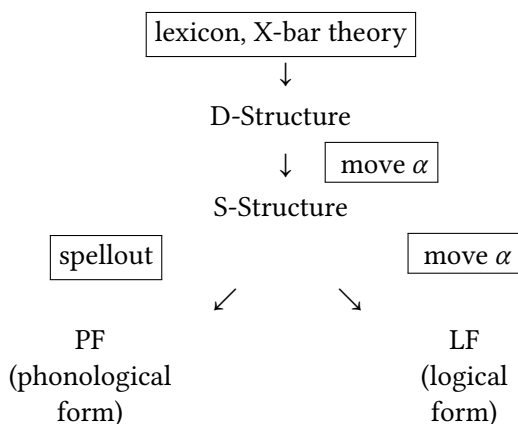 lexicon, X-bar theory
↓
D-Structure
↓ move α
S-Structure
spellout move α
↙ ↘
PF LF
(phonological (logical
form) form)